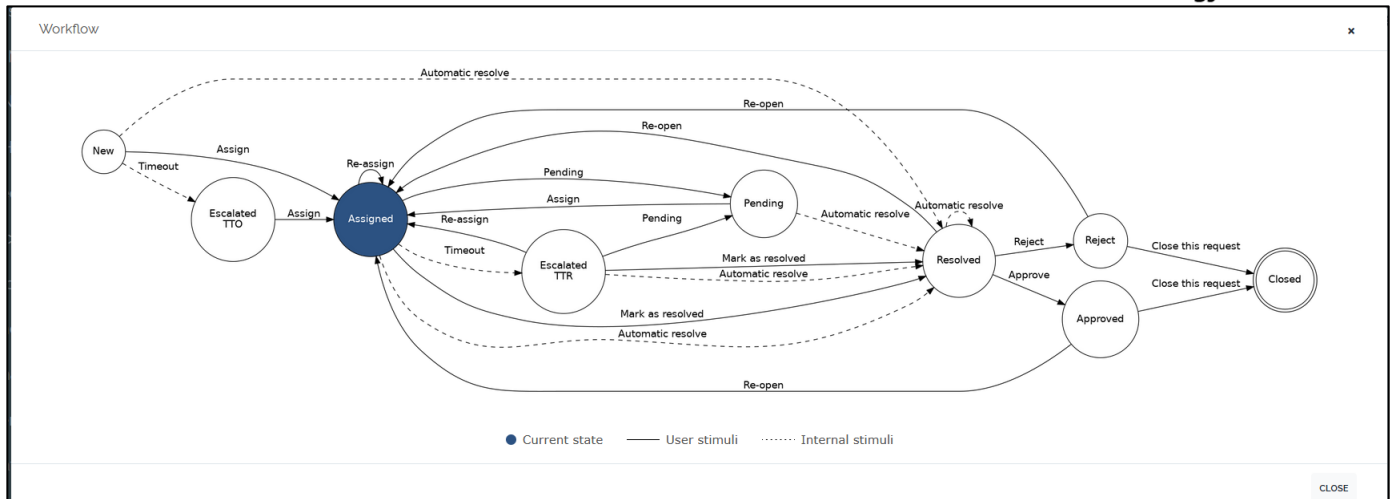 Workflow
×
Automatic resolve
Re-open
Re-open
New
Assign
Timeout
Re-assign
Escalated
TTO
Assign
Assigned
Pending
Assign
Re-assign
Pending
Timeout
Escalated
TTR
Pending
Automatic resolve
Automatic resolve
Mark as resolved
Automatic resolve
Resolved
Mark as resolved
Automatic resolve
Reject
Reject
Approve
Approved
Close this request
Close this request
Closed
Re-open
Current state
User stimuli
Internal stimuli
CLOSE